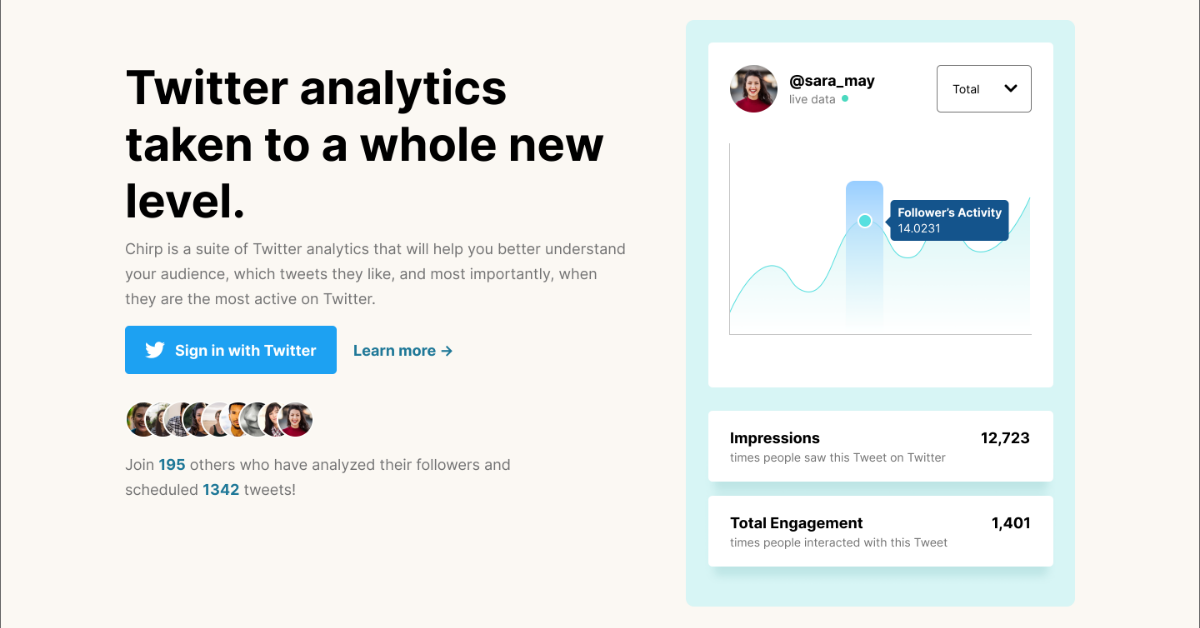 Twitter analytics
taken to a whole new
level.
Chirp is a suite of Twitter analytics that will help you better understand
your audience, which tweets they like, and most importantly, when
they are the most active on Twitter.
Sign in with Twitter
Learn more →
Join 195 others who have analyzed their followers and
scheduled 1342 tweets!
@sara_may
live data
Total
Follower's Activity
14.0231
Impressions
12,723
times people saw this Tweet on Twitter
Total Engagement
1,401
times people interacted with this Tweet